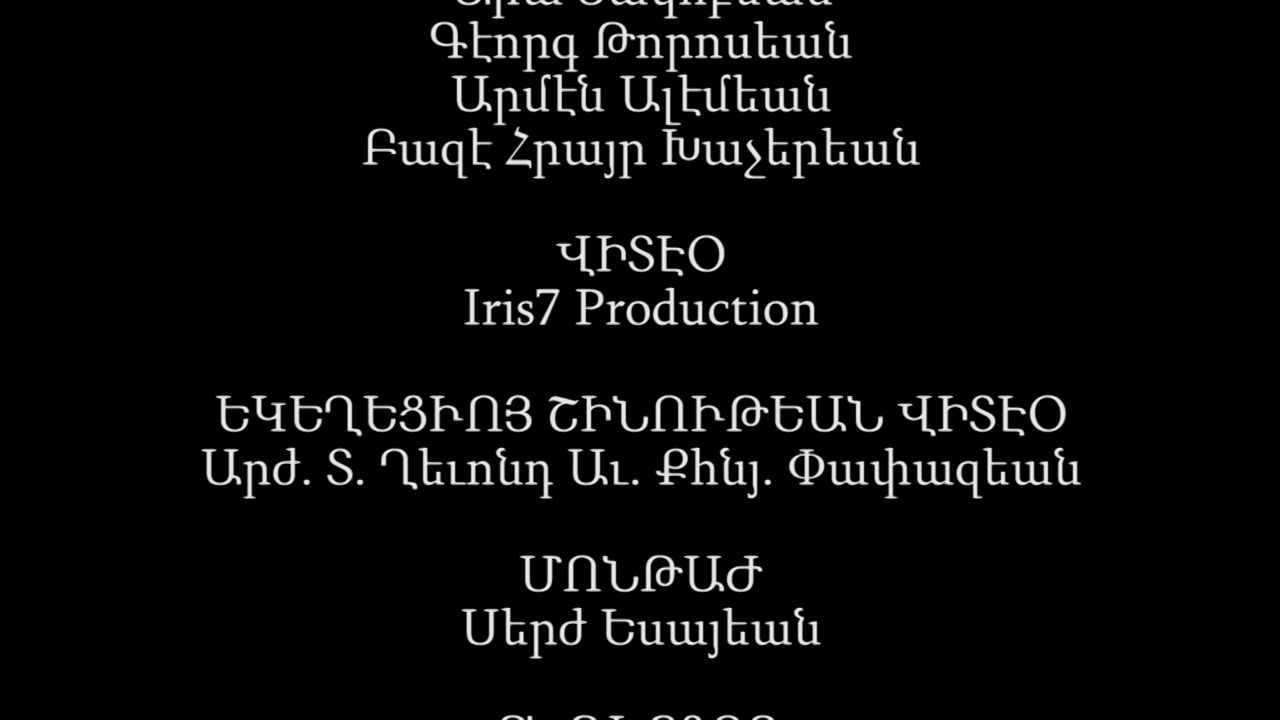 Գէորգ Թորոսեան
Արմէն Ալէմեան
Բազէ Հրայր Խաչերեան
ՎԻՏԷՕ
Iris7 Production
ԵԿԵՂԵՑԻՈՅ ՇԻՆՈՒԹԵԱՆ ՎԻՏԷՕ
Արժ. Տ. Ղեւոնդ Աւ. Քհնյ. Փափազեան
ՄՈՆԹԱԺ
Սերժ Եսայեան